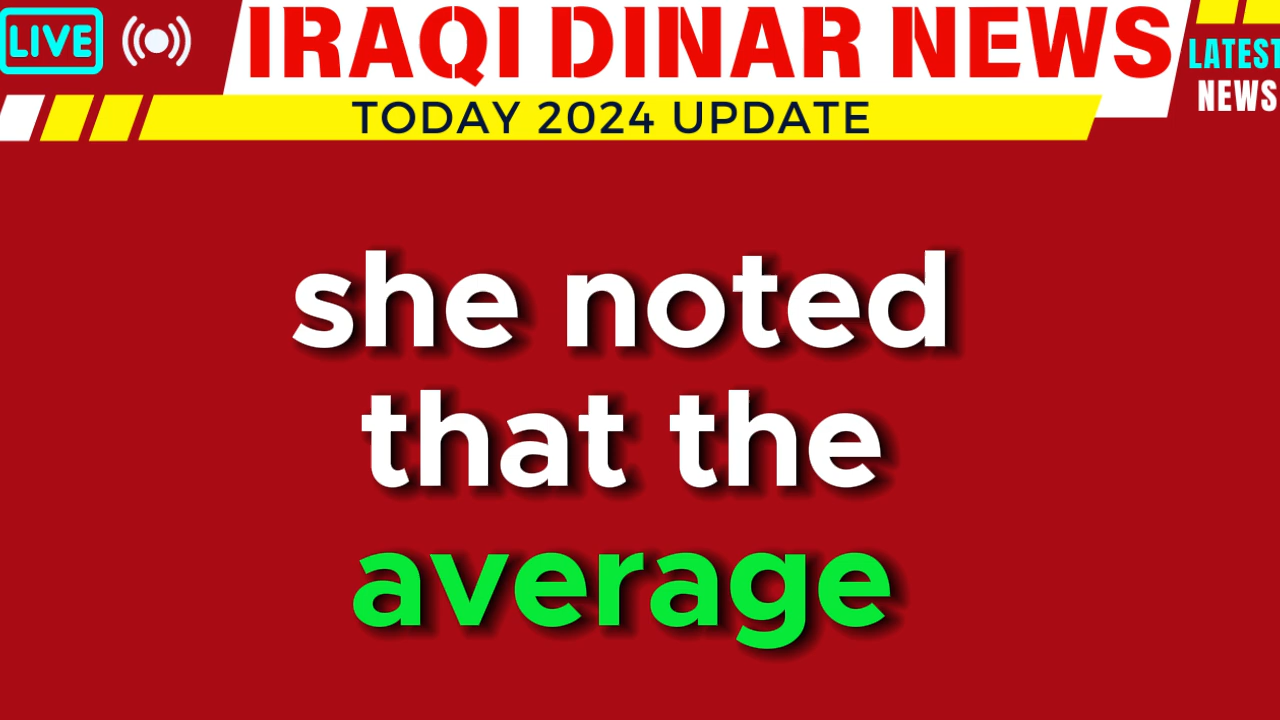 LIVE
IRAQI DINAR NEWS
LATEST
NEWS
TODAY 2024 UPDATE
she noted
that the
average